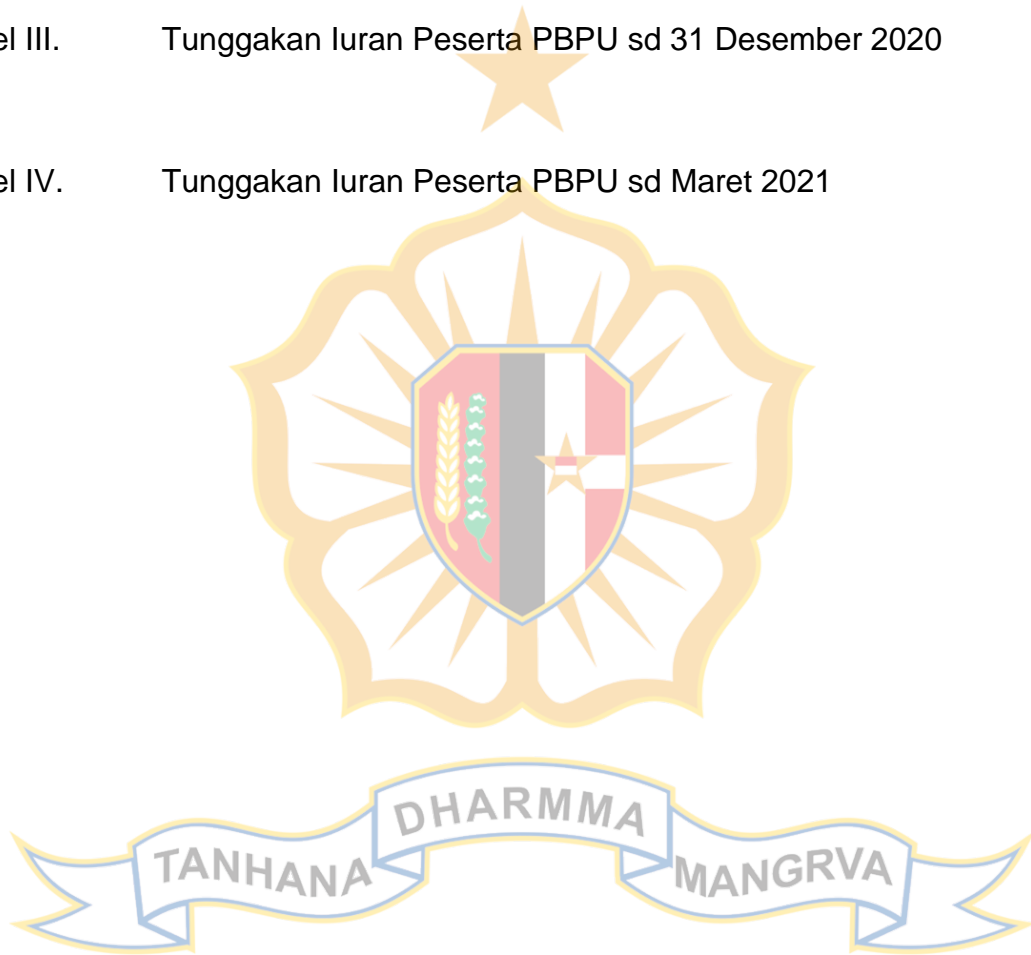 el III. Tunggakan Iuran Peserta PBPU sd 31 Desember 2020
el IV. Tunggakan Iuran Peserta PBPU sd Maret 2021
TANHANA DHARMMA MANGRVA